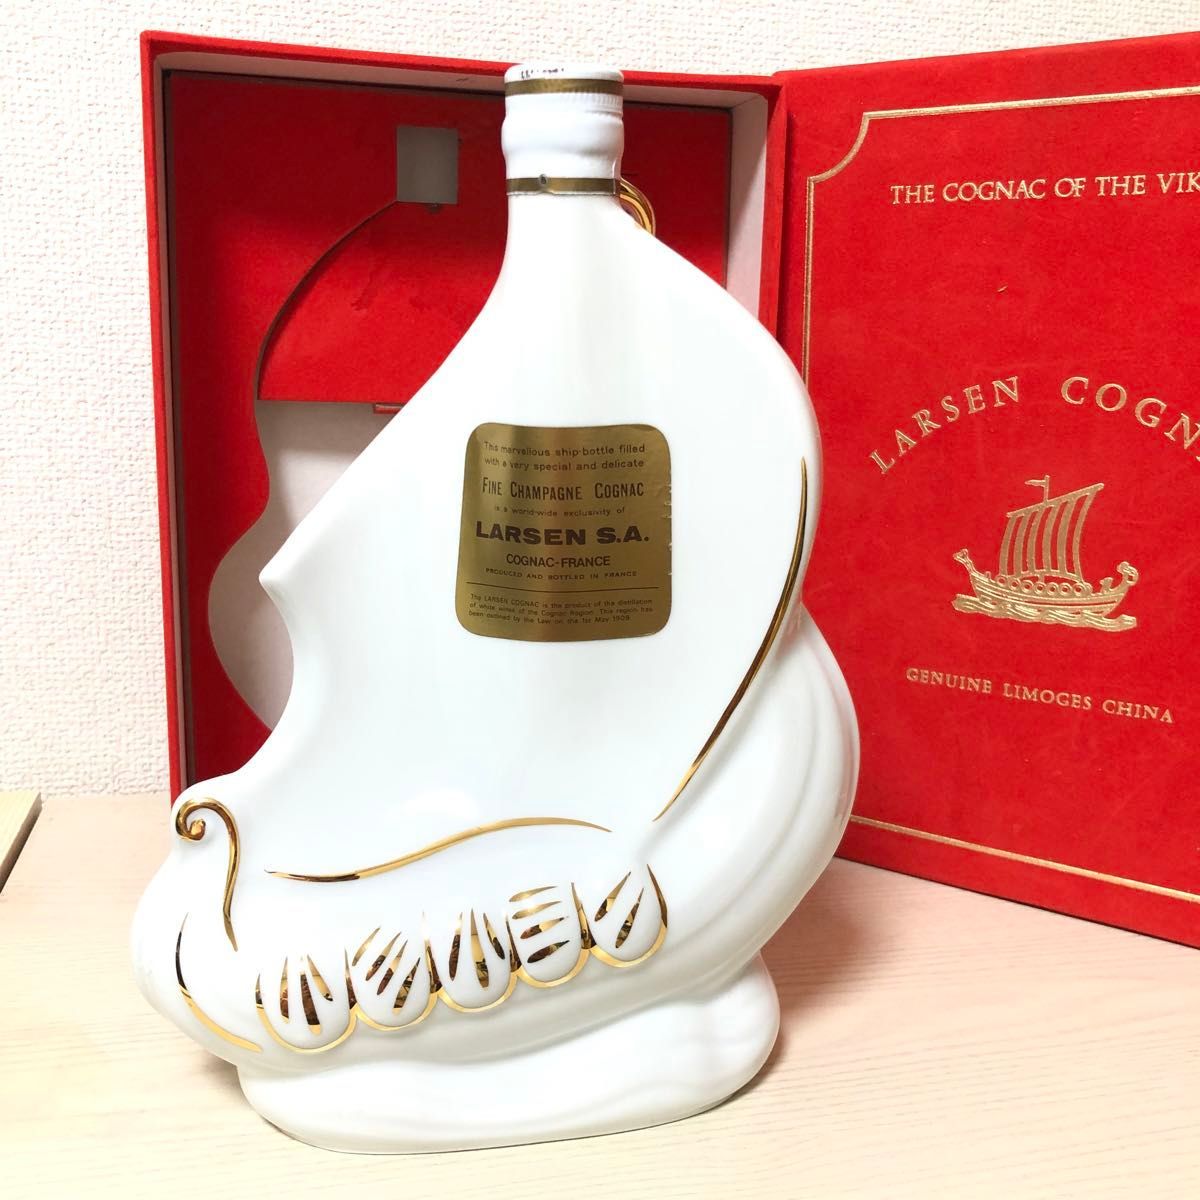 This marvellous ship-bottle filled
with a very special and delicate
FINE CHAMPAGNE COGNAC
is a world-wide exclusivity of
LARSEN S.A.
COGNAC-FRANCE
PRODUCED AND BOTTLED IN FRANCE
The LARSEN COGNAC is the product of the distillation
of white wines of the Cognac Region. This region has
been outlined by the Law on the 1st May 1909.
THE COGNAC OF THE VIK
LARSEN COGN
GENUINE LIMOGES CHINA